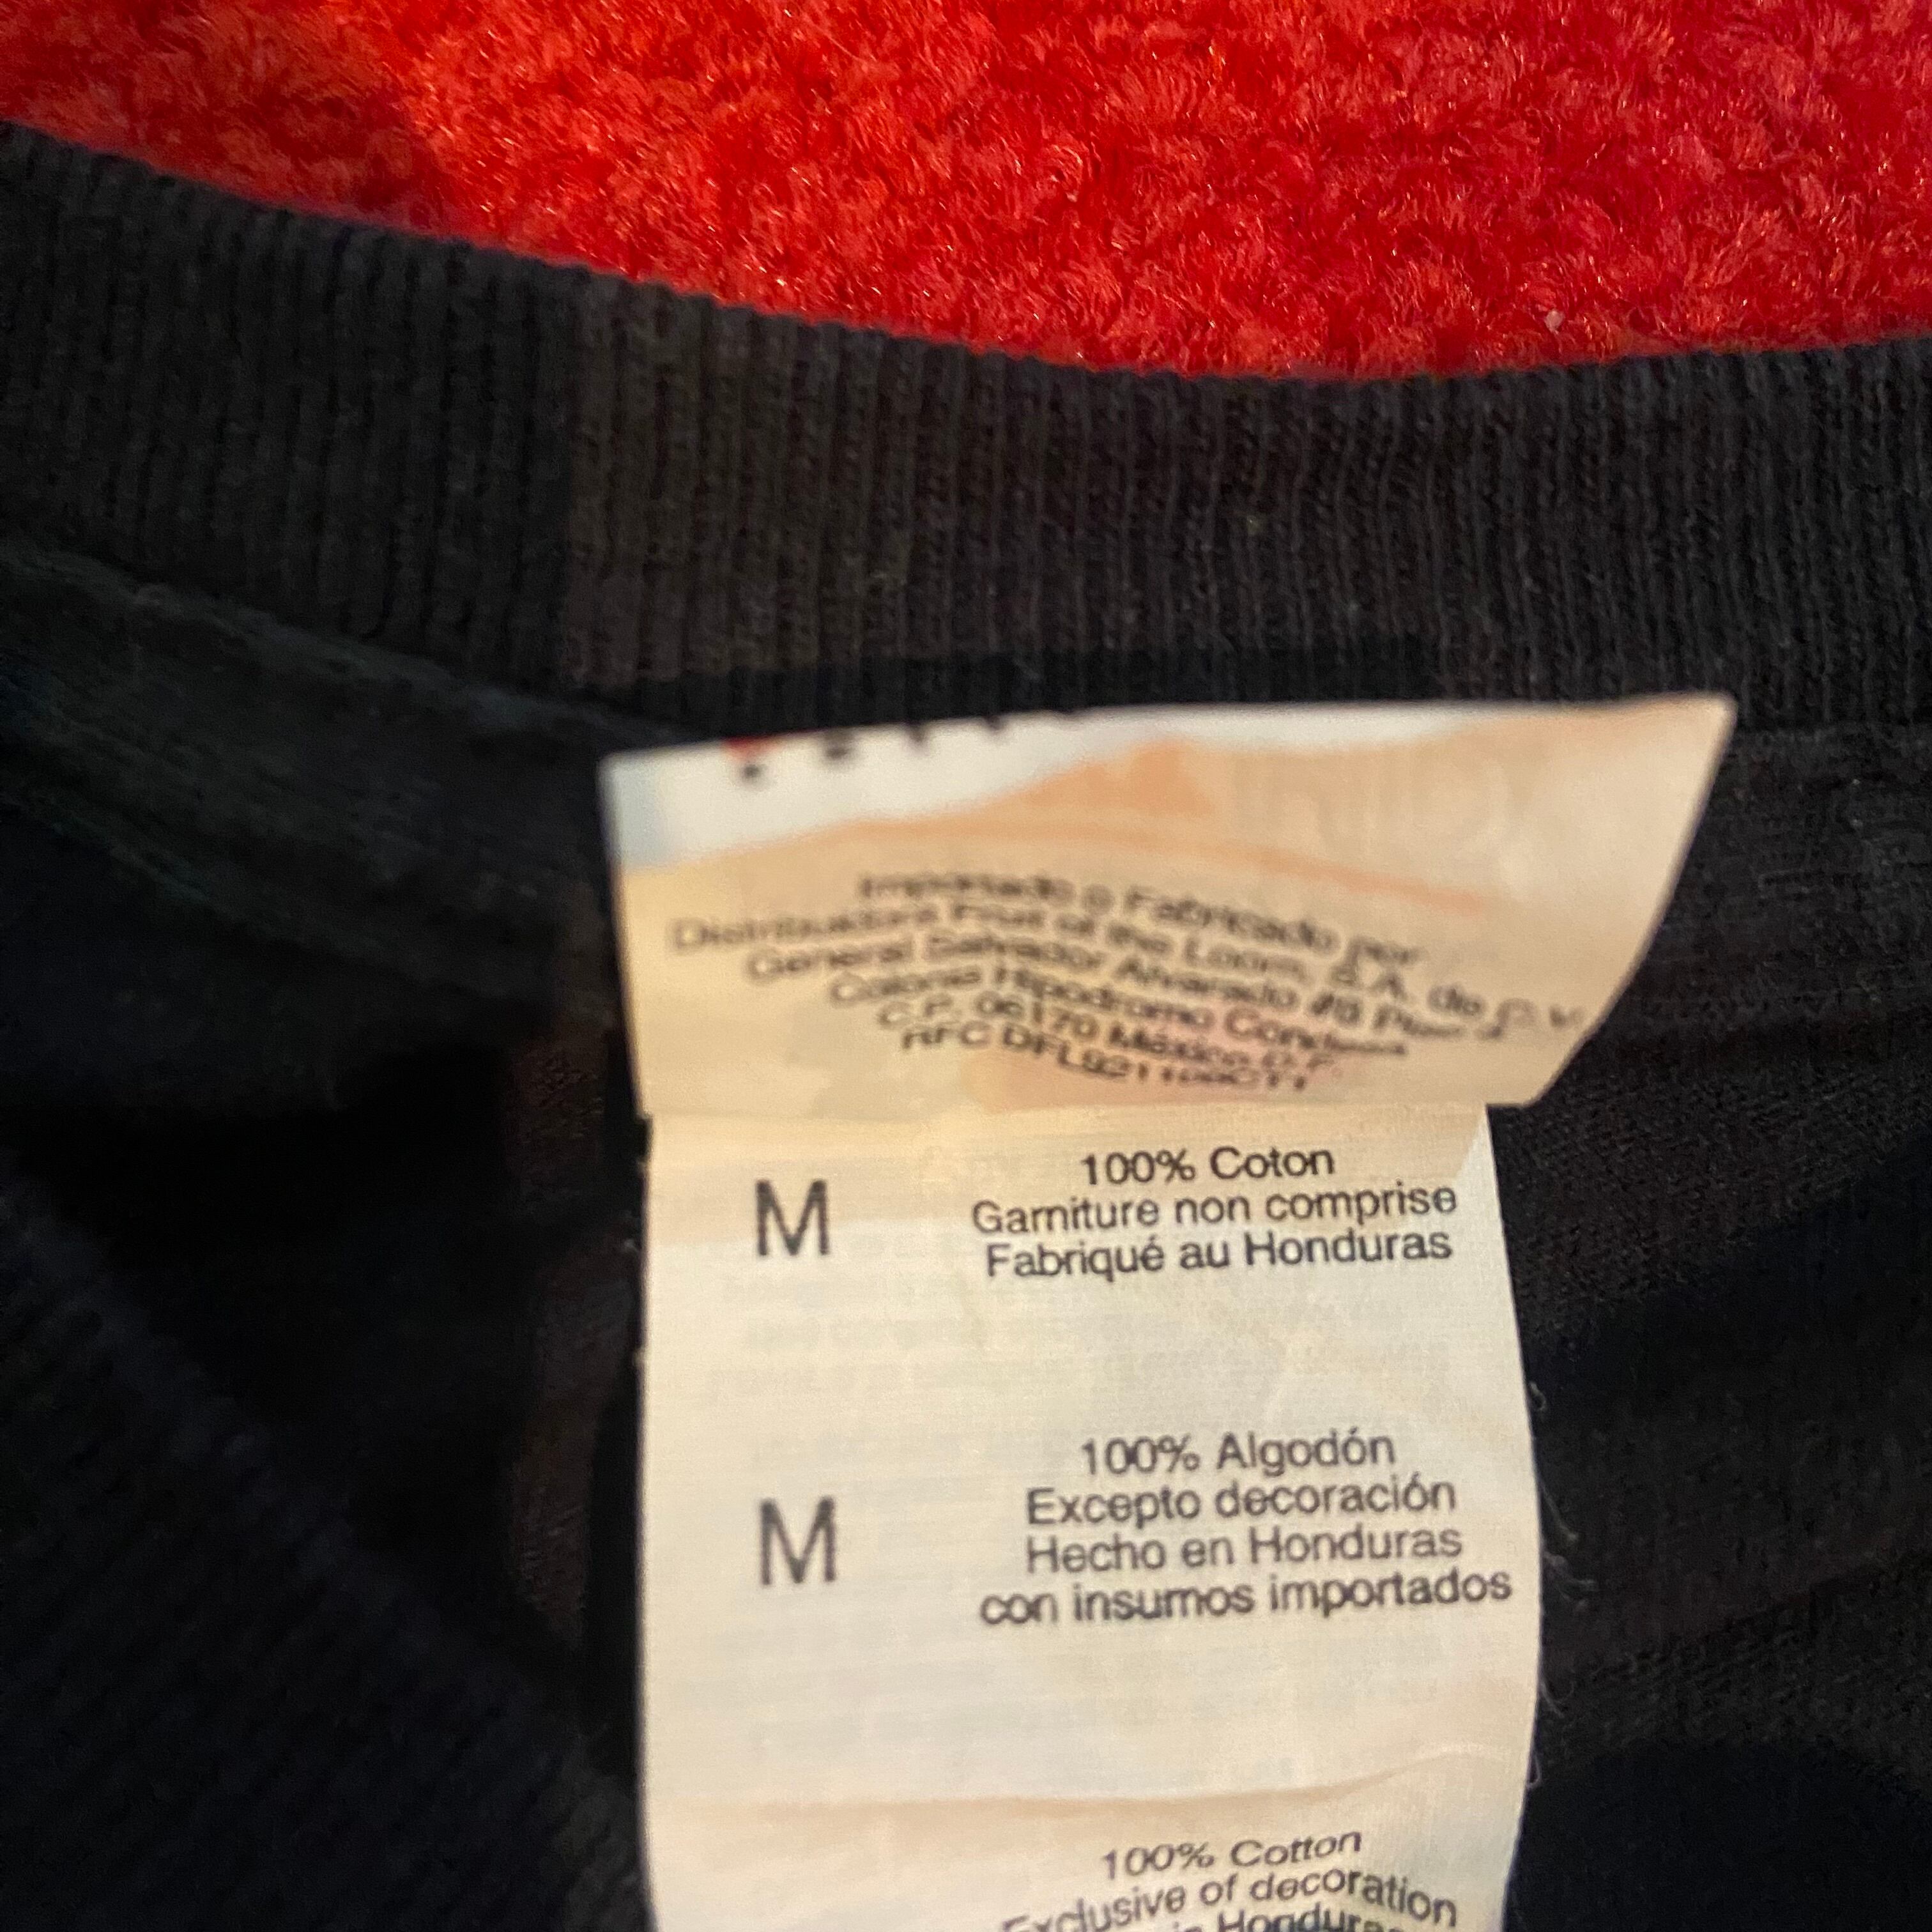 Importado o Fabricado por
Distribuidora Fruit of the Loom, S.A. de C.V.
General Salvador Alvarado #8
Colonia Hipodromo Condesa
C.P. 06170 México D.F.
M
100% Coton
Garniture non comprise
Fabriqué au Honduras
M
100% Algodón
Excepto decoración
Hecho en Honduras
con insumos importados
100% Cotton
Exclusive of decoration
in Honduras